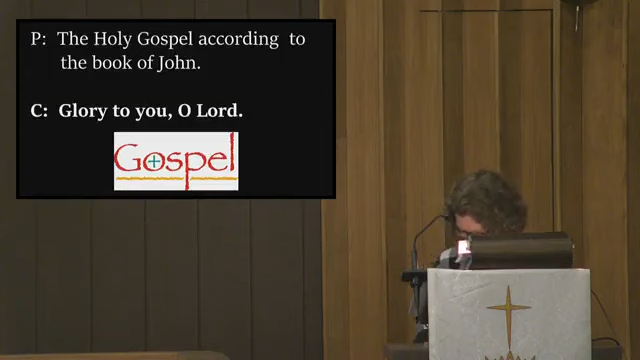 P: The Holy Gospel according to
the book of John.
C: Glory to you, O Lord.
Gospel